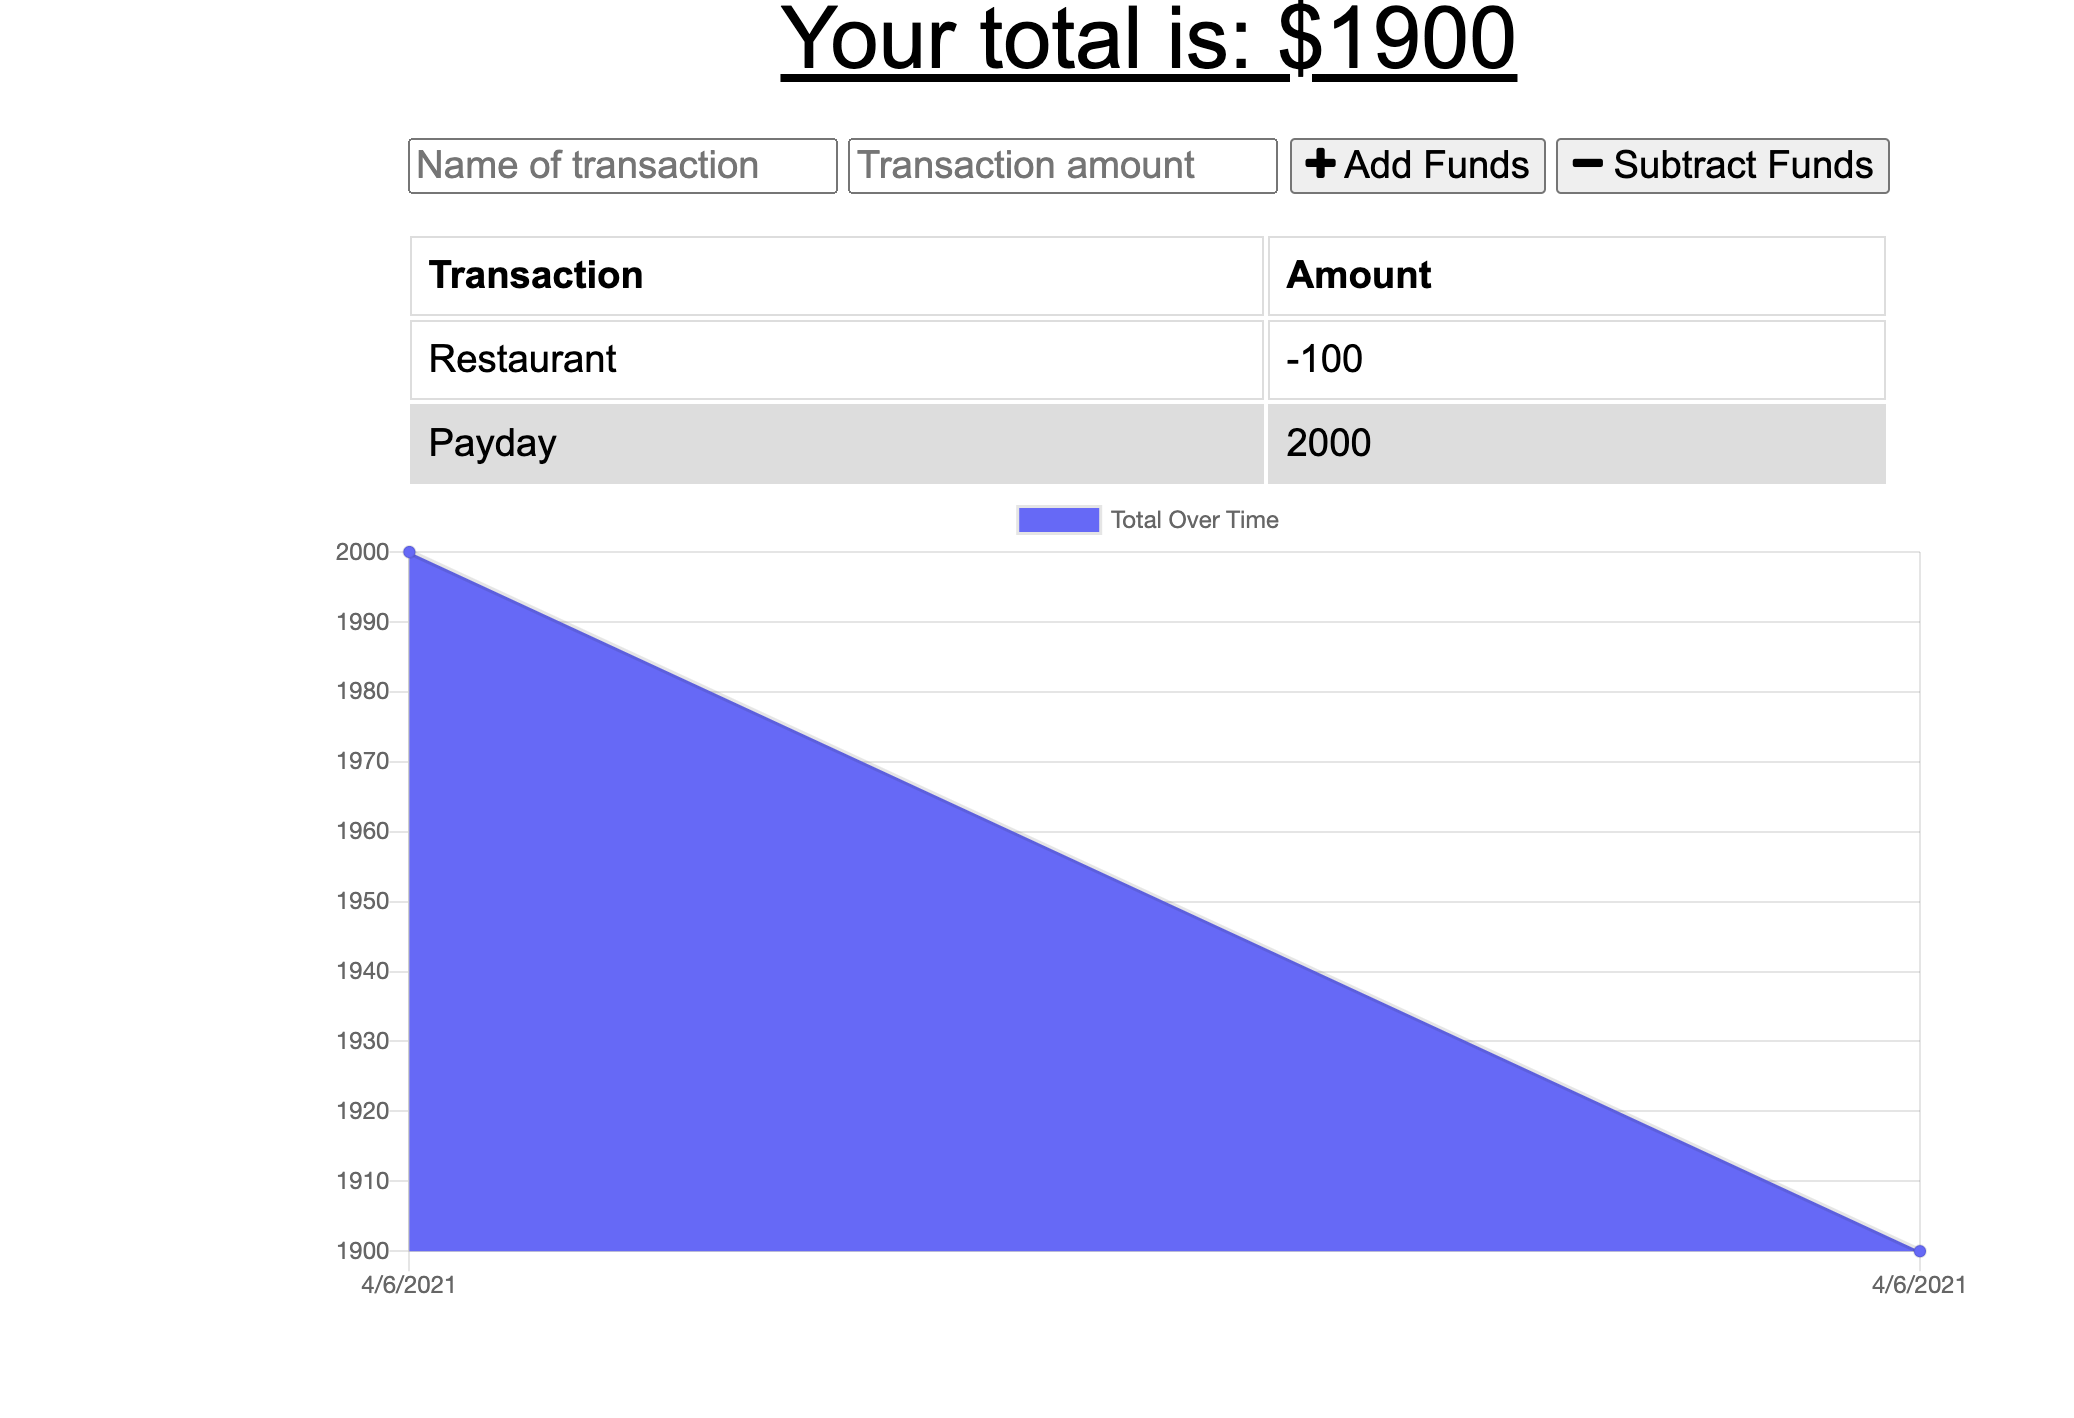 Your total is: $1900
Name of transaction Transaction amount Add Funds Subtract Funds
Transaction Amount
Restaurant -100
Payday 2000
Total Over Time
2000
1990
1980
1970
1960
1950
1940
1930
1920
1910
1900
4/6/2021 4/6/2021